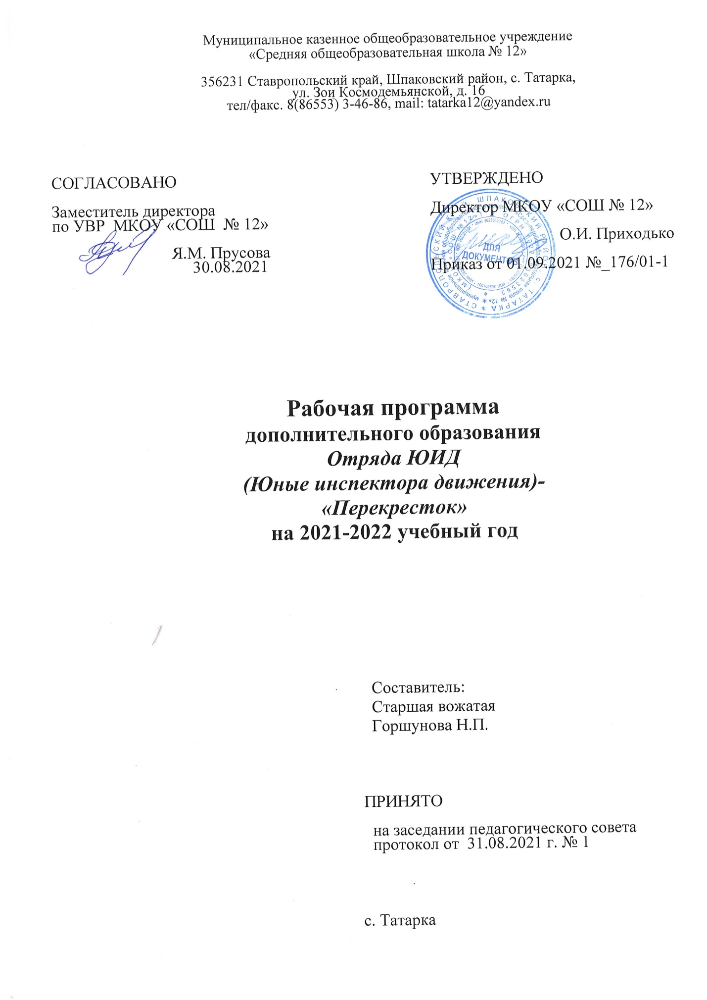 Муниципальное казенное общеобразовательное учреждение
«Средняя общеобразовательная школа № 12»
356231 Ставропольский край, Шпаковский район, с. Татарка,
ул. Зои Космодемьянской, д. 16
тел/факс. 8(86553) 3-46-86, mail: tatarka12@yandex.ru
СОГЛАСОВАНО
Заместитель директора
по УВР МКОУ «СОШ № 12»
Я.М. Прусова
30.08.2021
УТВЕРЖДЕНО
Директор МКОУ «СОШ № 12»
О.И. Приходько
Приказ от 01.09.2021 №_176/01-1
ДЛЯ
ДОКУМЕНТОВ
Рабочая программа
дополнительного образования
Отряда ЮИД
(Юные инспектора движения)-
«Перекресток»
на 2021-2022 учебный год
Составитель:
Старшая вожатая
Горшунова Н.П.
ПРИНЯТО
на заседании педагогического совета
протокол от 31.08.2021 г. № 1
с. Татарка